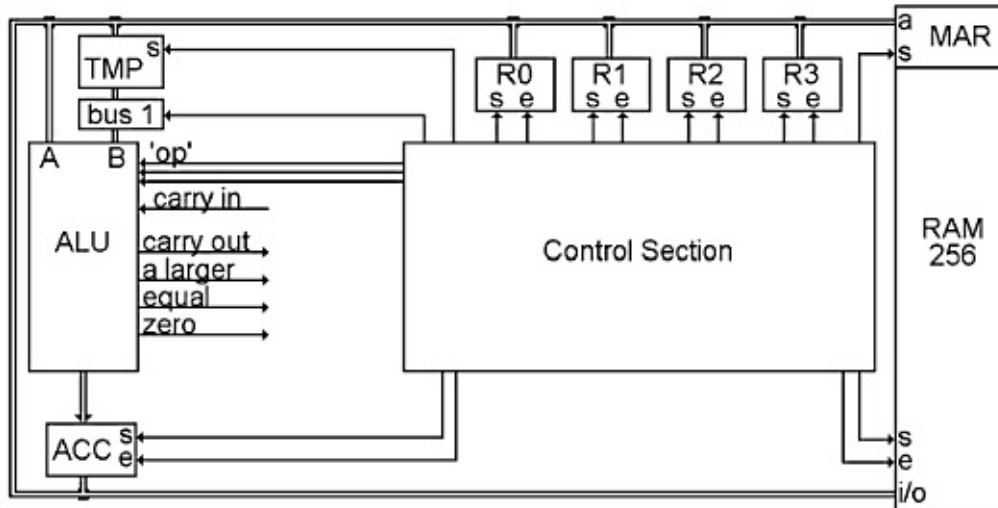 a
MAR
s
TMP s
R0
s e
R1
s e
R2
s e
R3
s e
bus 1
A B
'op'
carry in
ALU
carry out
a larger
equal
zero
Control Section
RAM
256
ACC s
e
s
e
i/o